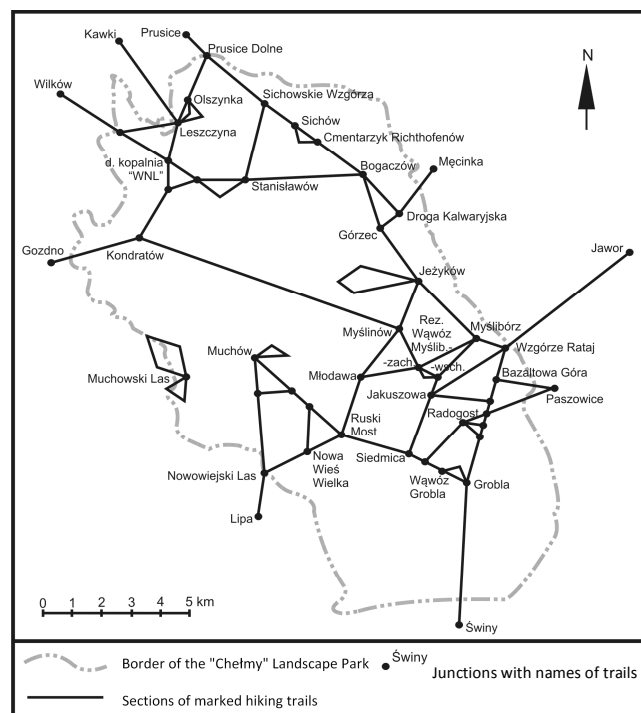 Prusice
Kawki
Prusice Dolne
N
Wilków
Olszynka
Sichowskie Wzgórza
Sichów
Leszczyna
Cmentarzyk Richthofenów
d. kopalnia
"WNL"
Bogaczów
Męcinka
Stanisławów
Droga Kalwaryjska
Górzec
Jawor
Gozdno
Kondratów
Jeżyków
Myślinów
Rez.
Wąwóz
Myślib.-
Myślibórz
Wzgórze Rataj
-zach.
-wsch.
Muchów
Bazaltowa Góra
Muchowski Las
Młodawa
Jakuszowa
Paszowice
Radogost
Ruski
Most
Siedmica
Nowa
Wieś
Wielka
Wąwóz
Grobla
Grobla
Nowowiejski Las
Lipa
0 1 2 3 4 5 km
Świny
Border of the "Chełmy" Landscape Park
Świny
Junctions with names of trails
Sections of marked hiking trails